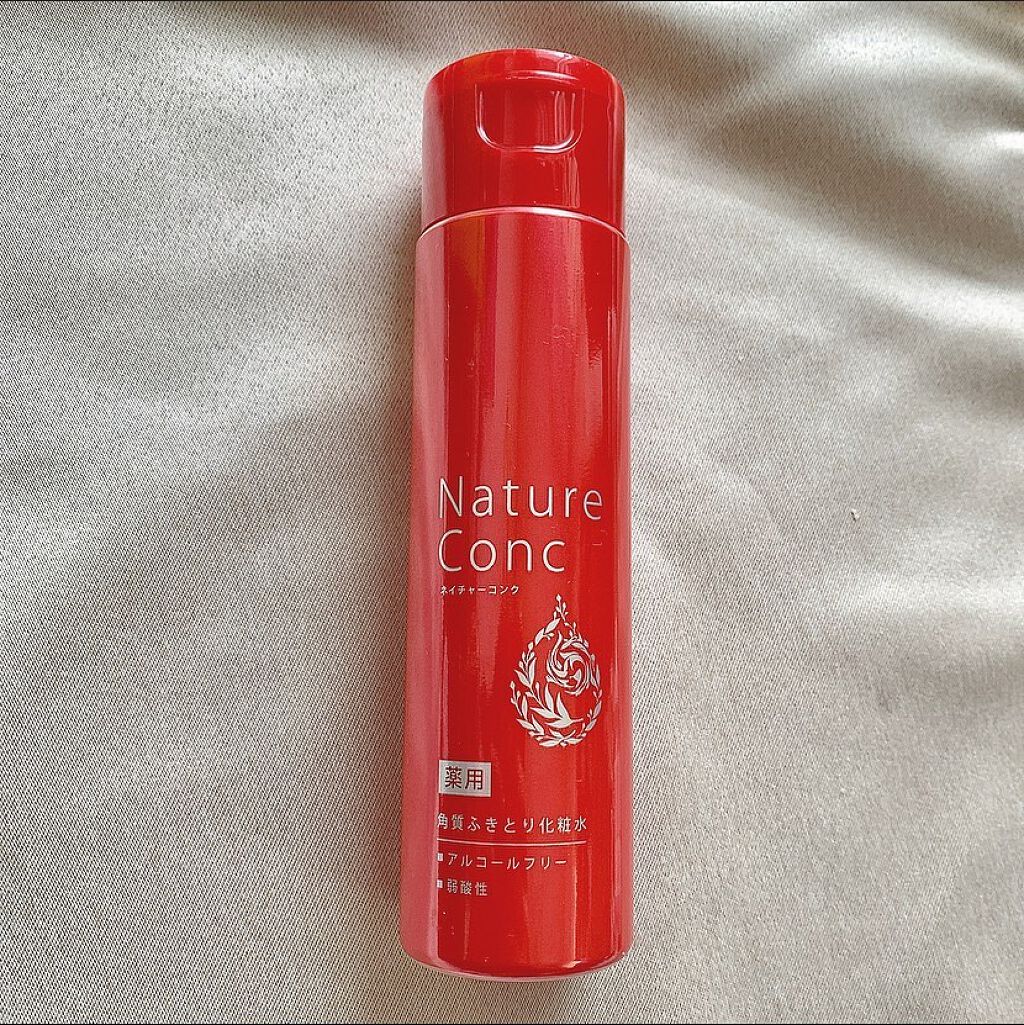 Nature
Conc
ネイチャーコンク
薬用
角質ふきとり化粧水
■アルコールフリー
■弱酸性